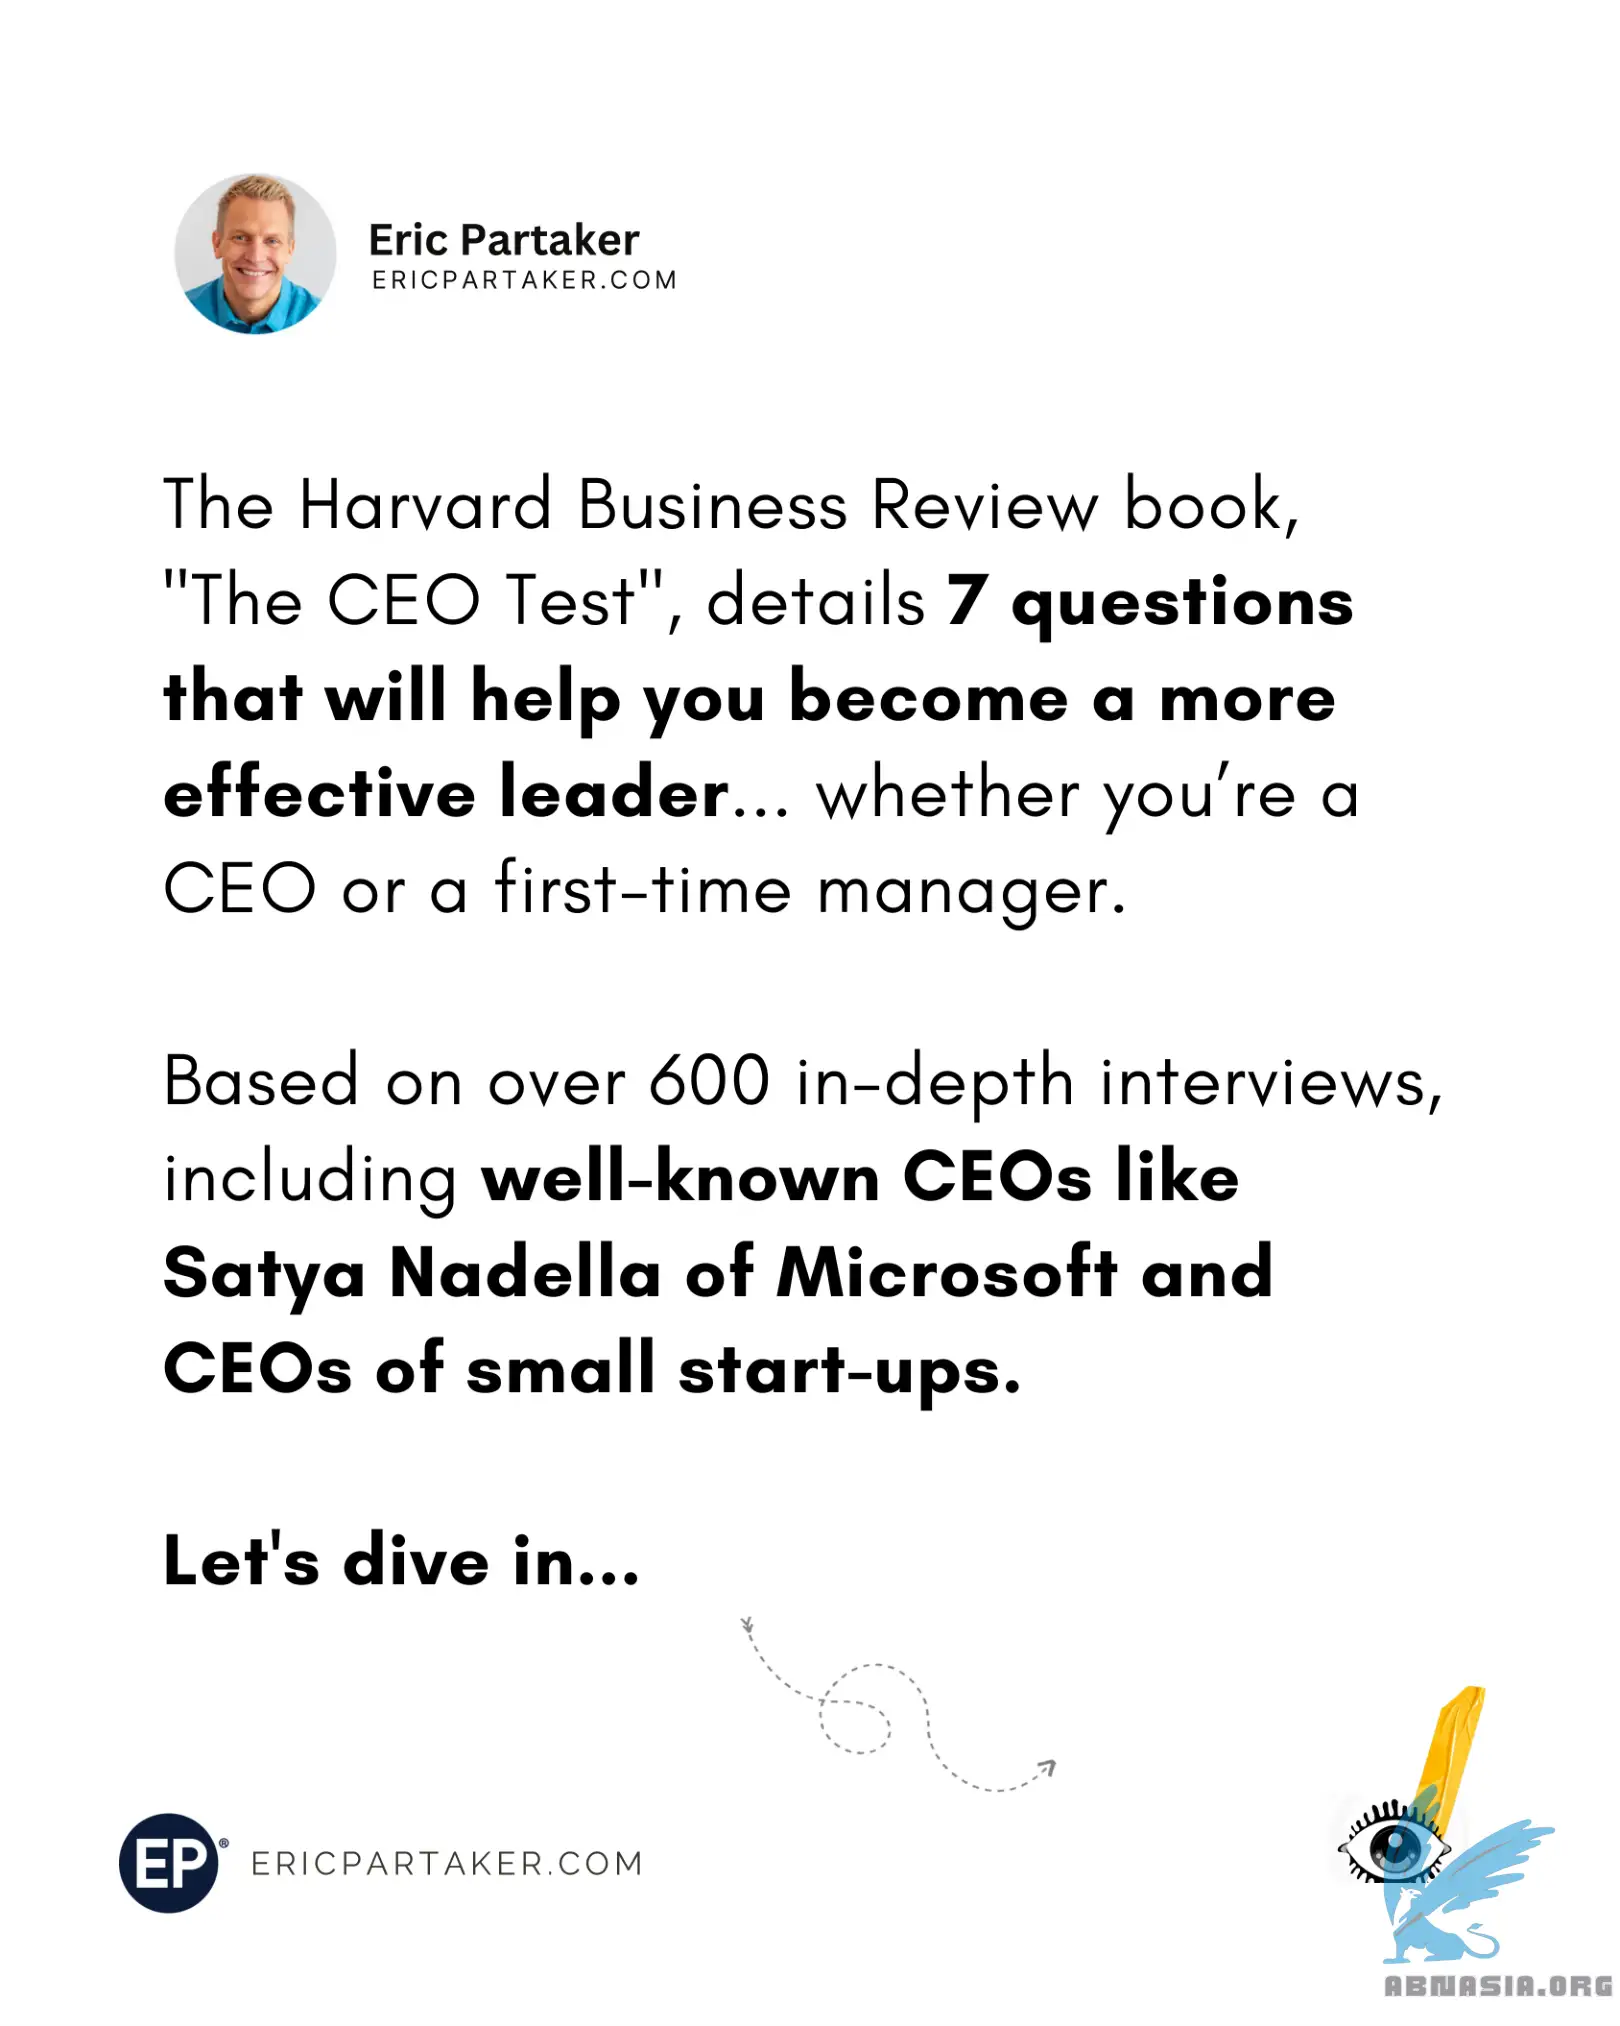 Eric Partaker
ERICPARTAKER.COM
The Harvard Business Review book,
"The CEO Test", details 7 questions
that will help you become a more
effective leader... whether you’re a
CEO or a first-time manager.
Based on over 600 in-depth interviews,
including well-known CEOs like
Satya Nadella of Microsoft and
CEOs of small start-ups.
Let's dive in...
EP®
ERICPARTAKER.COM
ABNASIA.ORG